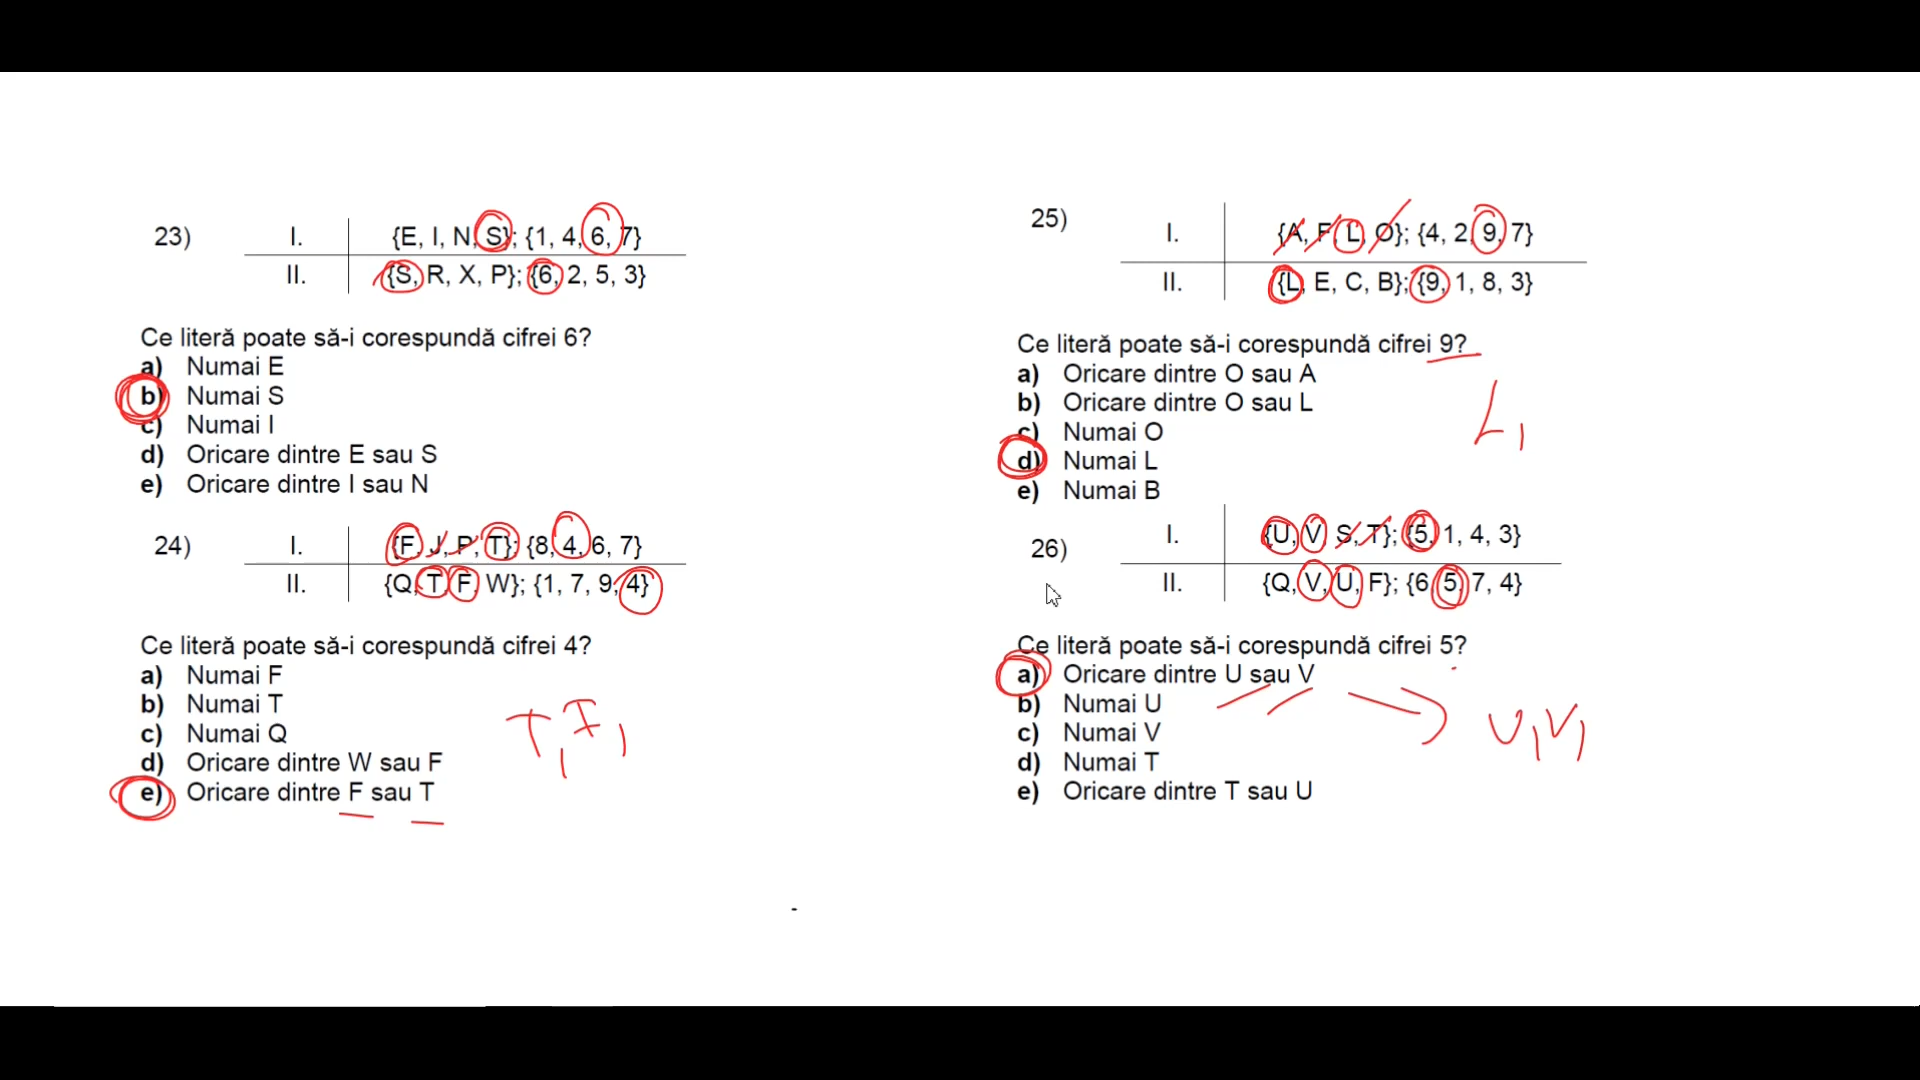 23)
I. {E, I, N, S}; {1, 4, 6, 7}
II. {S, R, X, P}; {6, 2, 5, 3}
Ce literă poate să-i corespundă cifrei 6?
a) Numai E
b) Numai S
c) Numai I
d) Oricare dintre E sau S
e) Oricare dintre I sau N
24)
I. {F, J, P, T}; {8, 4, 6, 7}
II. {Q, T, F, W}; {1, 7, 9, 4}
Ce literă poate să-i corespundă cifrei 4?
a) Numai F
b) Numai T
c) Numai Q
d) Oricare dintre W sau F
e) Oricare dintre F sau T
T, F,
25)
I. {A, F, L, O}; {4, 2, 9, 7}
II. {L, E, C, B}; {9, 1, 8, 3}
Ce literă poate să-i corespundă cifrei 9?
a) Oricare dintre O sau A
b) Oricare dintre O sau L
c) Numai O
d) Numai L
e) Numai B
L,
26)
I. {U, V, S, T}; {5, 1, 4, 3}
II. {Q, V, U, F}; {6, 5, 7, 4}
Ce literă poate să-i corespundă cifrei 5?
a) Oricare dintre U sau V
b) Numai U
c) Numai V
d) Numai T
e) Oricare dintre T sau U
U, V,